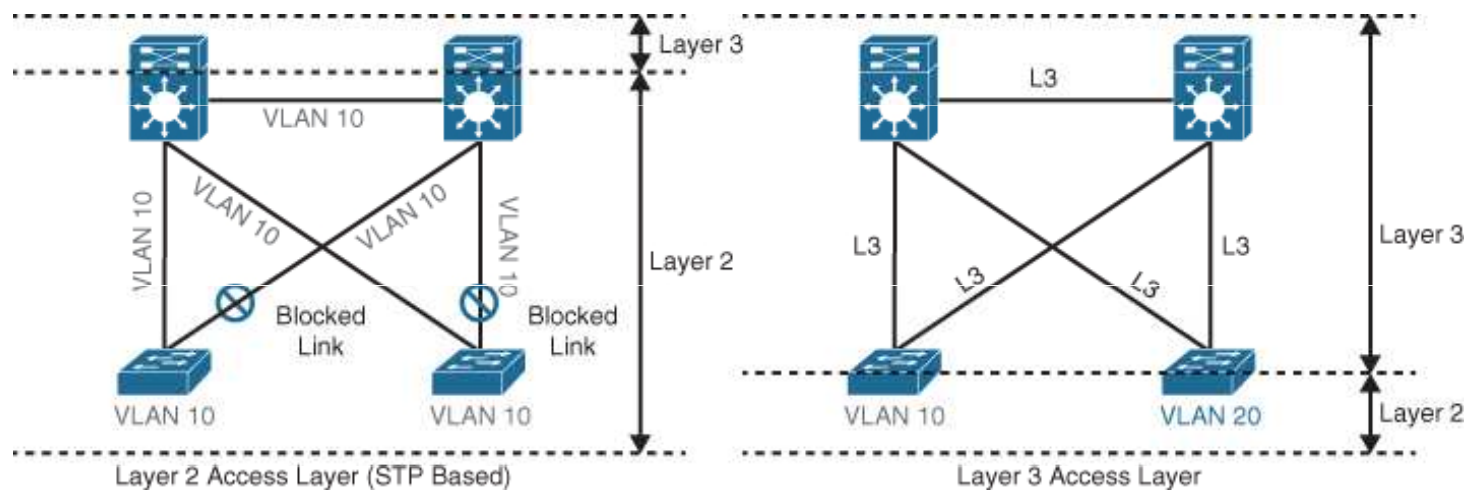 Layer 3
VLAN 10
VLAN 10
VLAN 10
VLAN 10
VLAN 10
Layer 2
Blocked
Link
Blocked
Link
VLAN 10
VLAN 10
Layer 2 Access Layer (STP Based)
L3
L3
L3
L3
L3
Layer 3
VLAN 10
VLAN 20
Layer 2
Layer 3 Access Layer